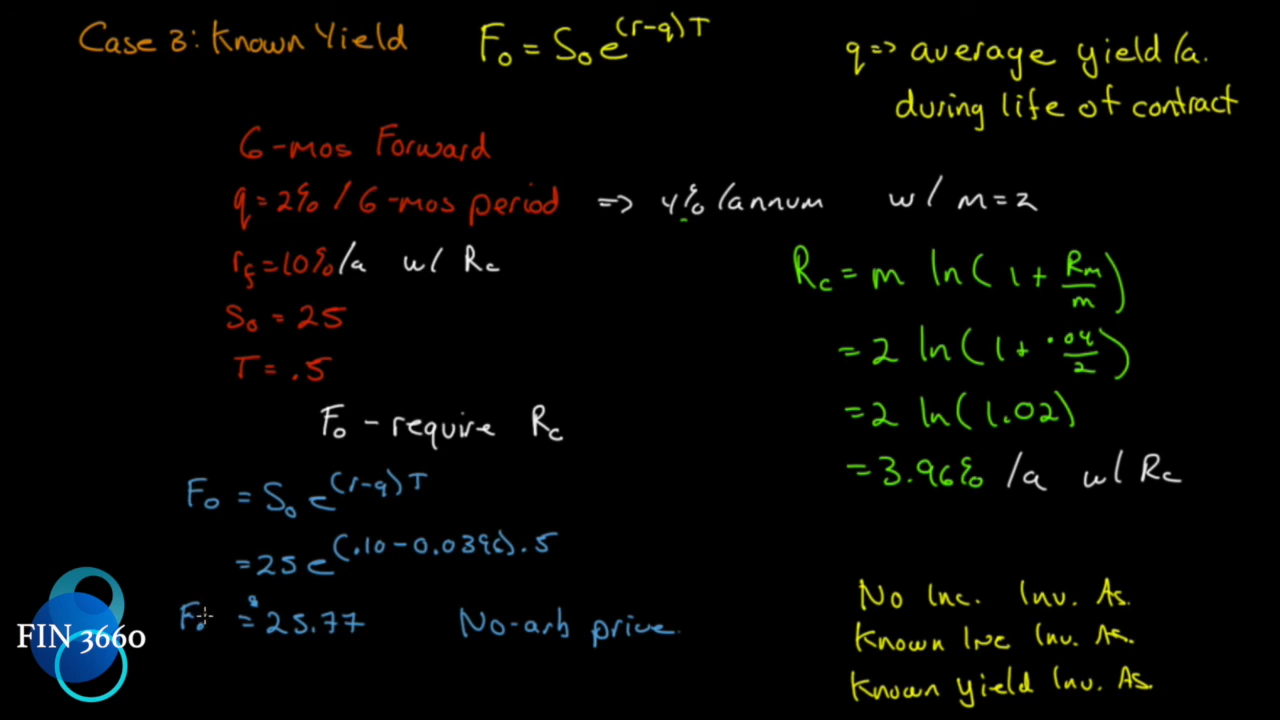 Case 3: Known Yield
F₀ = S₀e^(r-q)T
q => average yield/a.
during life of contract
6-mos Forward
q = 2% / 6-mos period => 4% /annum w/ m=2
r_f = 10%/a w/ Rc
S₀ = 25
T = .5
F₀ - require Rc
F₀ = S₀e^(r-q)T
= 25e^(.10-0.0396).5
F₀ = $25.77 No-arb price.
Rc = m ln(1 + Rm/m)
= 2 ln(1 + .04/2)
= 2 ln(1.02)
= 3.96% /a w/ Rc
No Inc. Inv. As.
Known Inc Inv. As.
Known Yield Inv. As.
FIN 3660